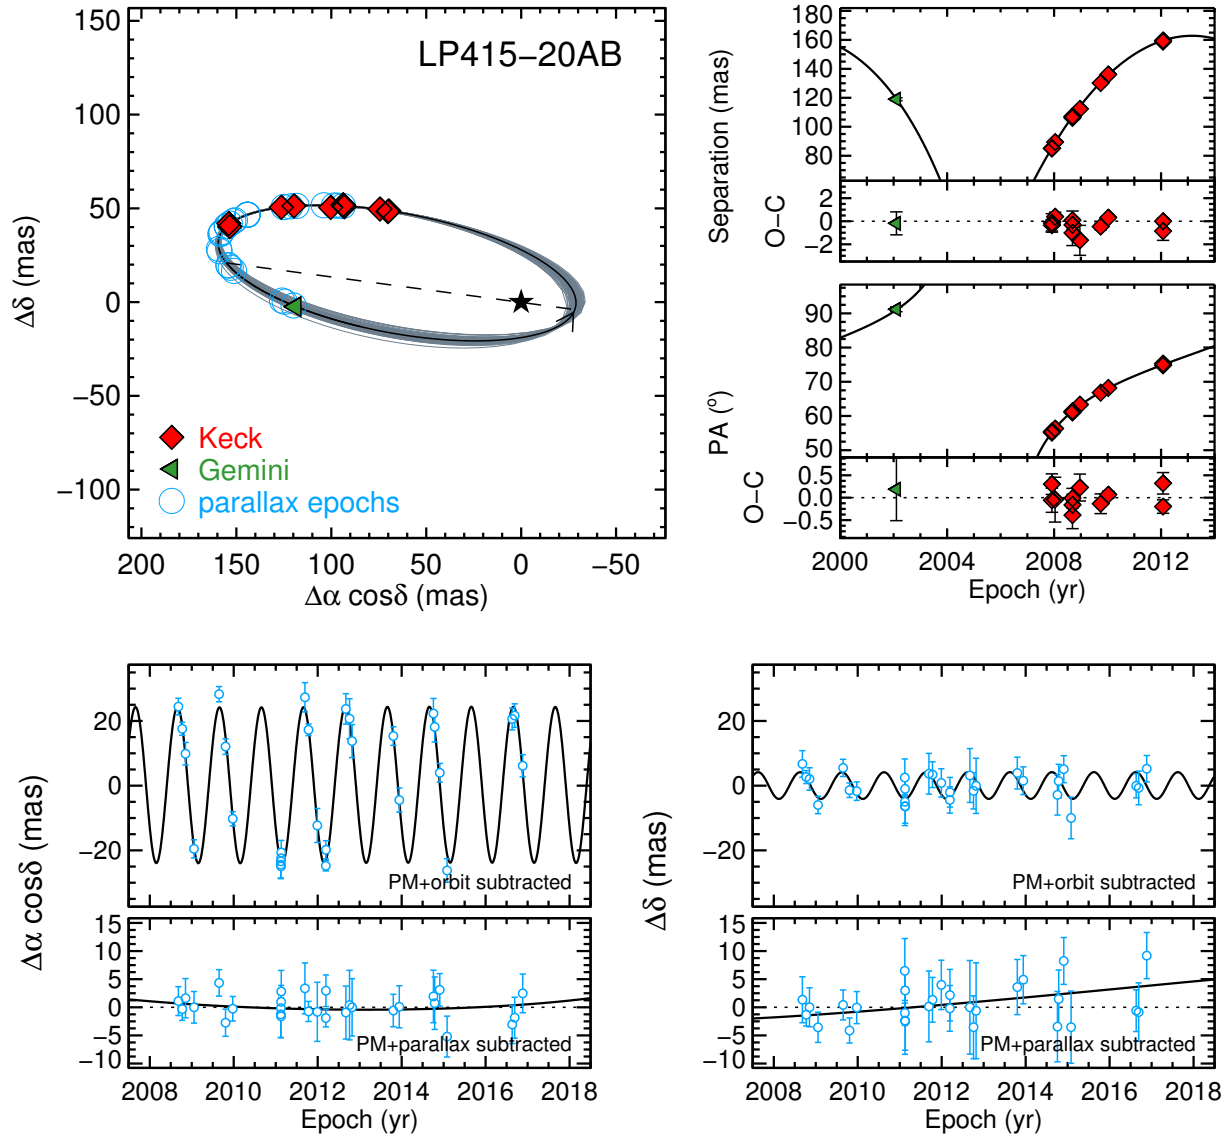 LP415−20AB
150
100
50
0
−50
−100
Δδ (mas)
Keck
Gemini
parallax epochs
200 150 100 50 0 −50
Δα cosδ (mas)
180
160
140
120
100
80
Separation (mas)
2
0
−2
O−C
90
80
70
60
50
PA (°)
0.5
0.0
−0.5
O−C
2000 2004 2008 2012
Epoch (yr)
20
0
−20
Δα cosδ (mas)
PM+orbit subtracted
15
10
5
0
−5
−10
PM+parallax subtracted
2008 2010 2012 2014 2016 2018
Epoch (yr)
20
0
−20
Δδ (mas)
PM+orbit subtracted
15
10
5
0
−5
−10
PM+parallax subtracted
2008 2010 2012 2014 2016 2018
Epoch (yr)